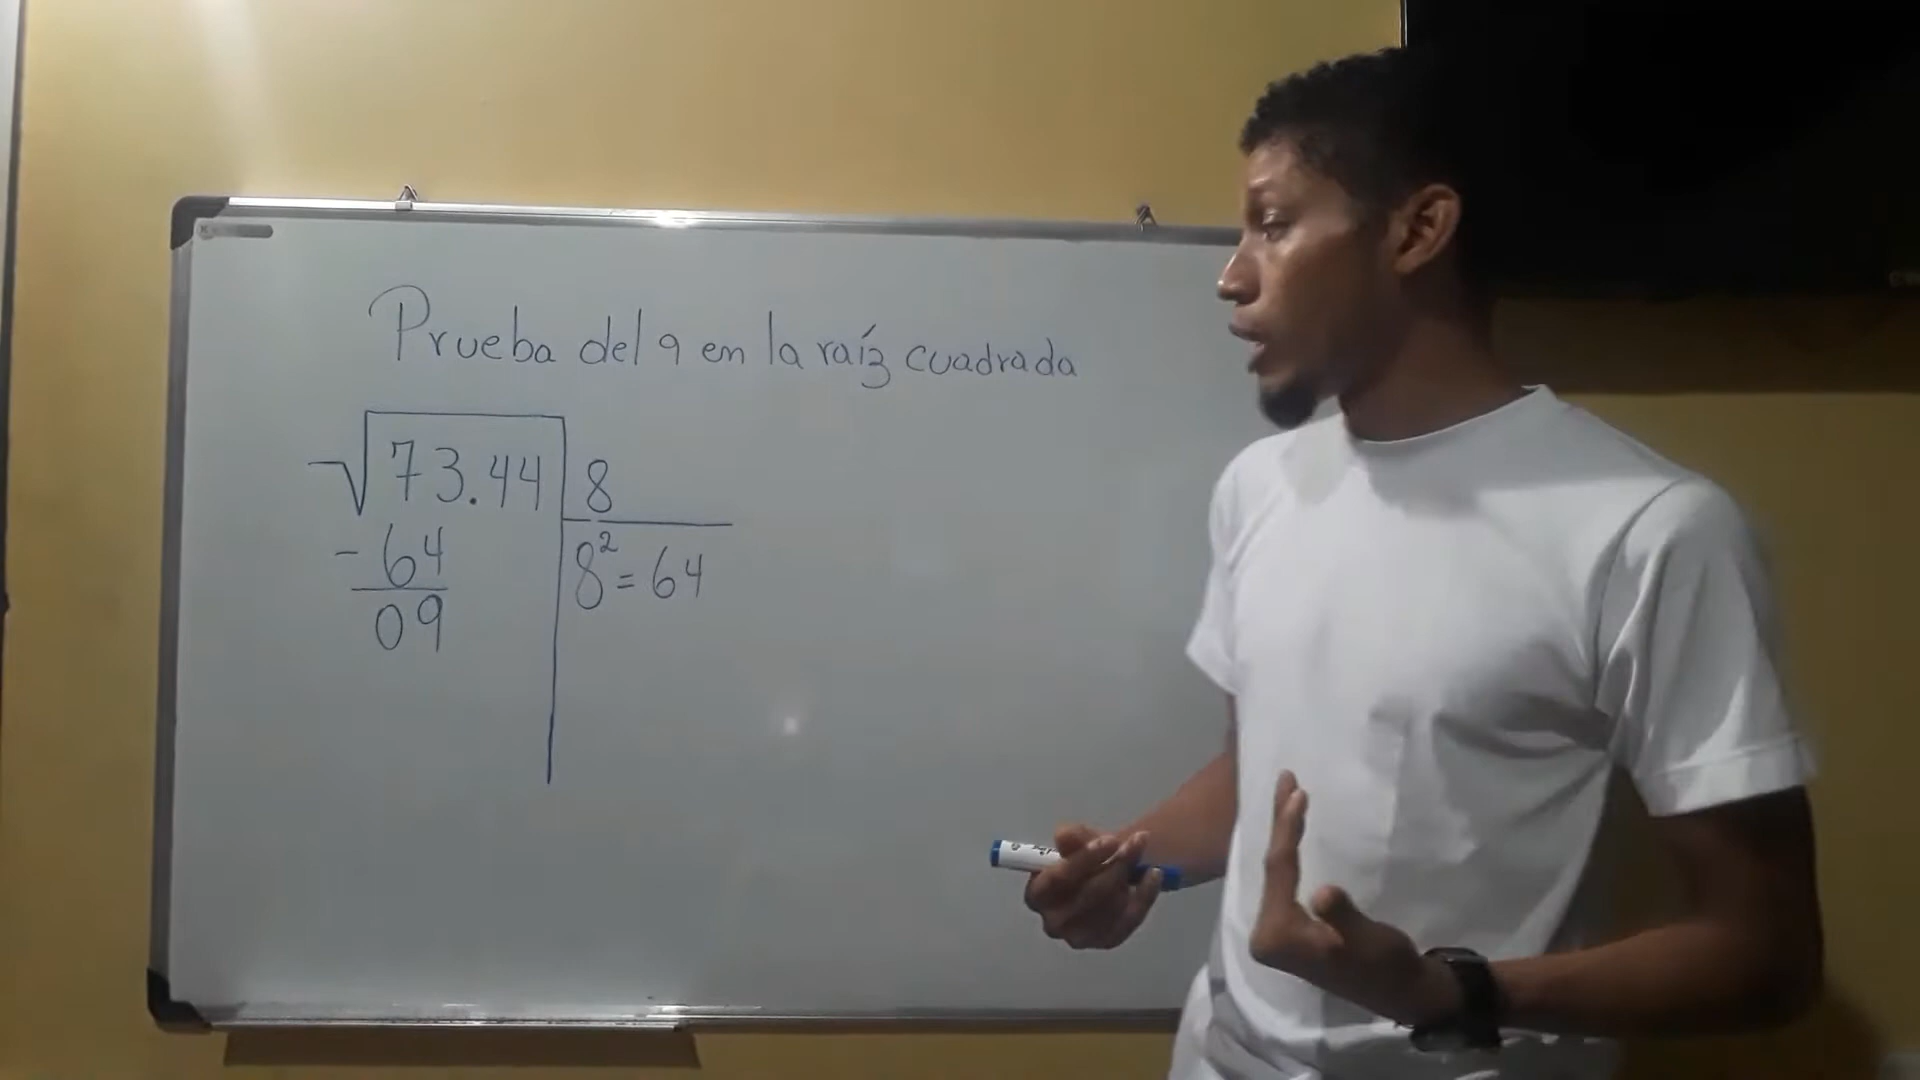 Prueba del 9 en la raíz cuadrada
√73.44 8
- 64 8² = 64
09